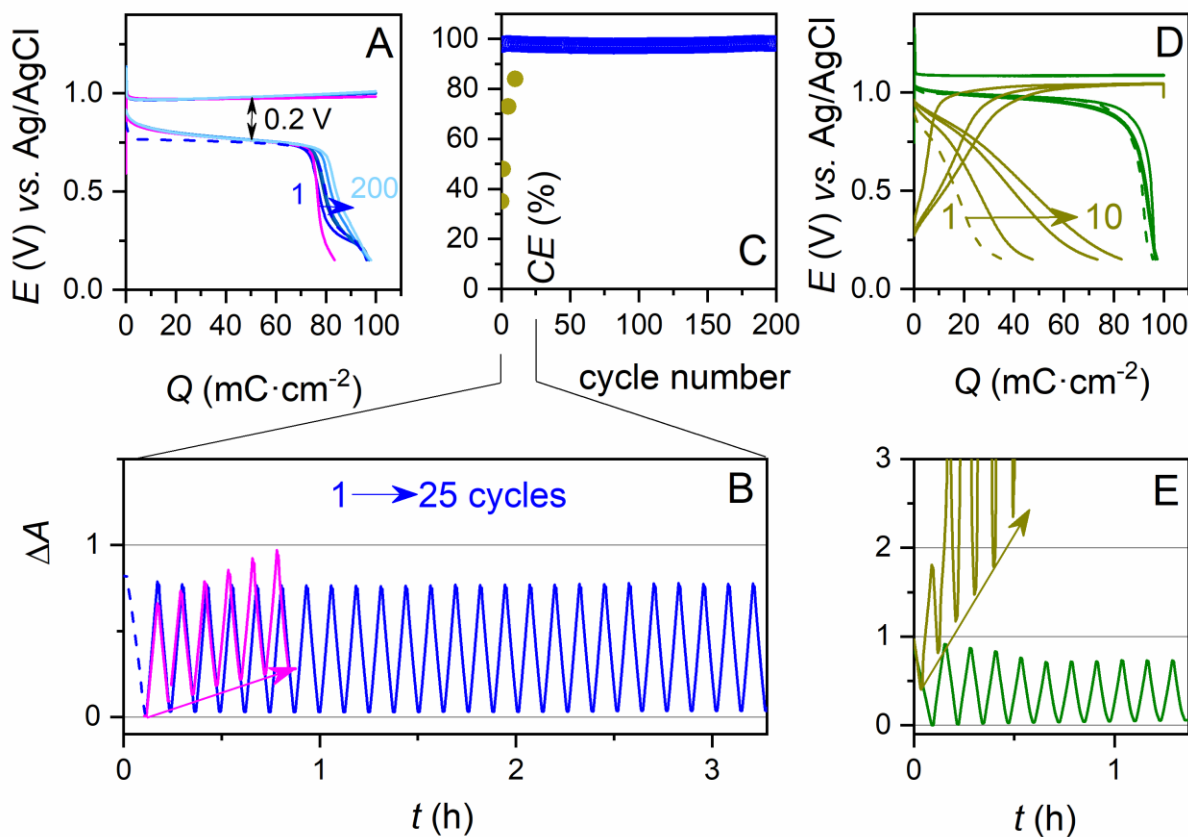 A
E (V) vs. Ag/AgCl
1.0
0.5
0.0
0.2 V
1
200
0 20 40 60 80 100
Q (mC·cm⁻²)
C
100
80
60
40
20
0
CE (%)
0 50 100 150 200
cycle number
D
E (V) vs. Ag/AgCl
1.0
0.5
0.0
1
10
0 20 40 60 80 100
Q (mC·cm⁻²)
B
1 → 25 cycles
ΔA
1
0
0 1 2 3
t (h)
E
3
2
1
0
0 1
t (h)